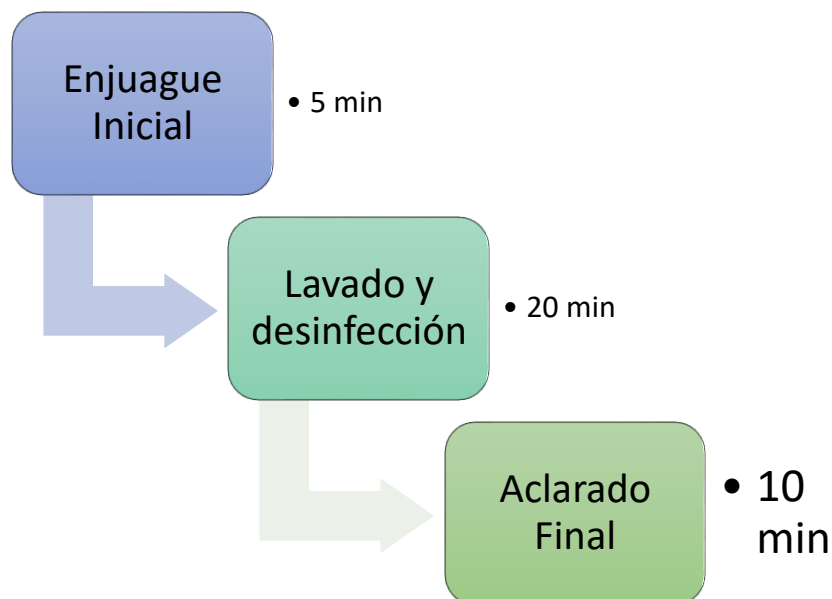 Enjuague
Inicial
• 5 min
Lavado y
desinfección
• 20 min
Aclarado
Final
• 10
min